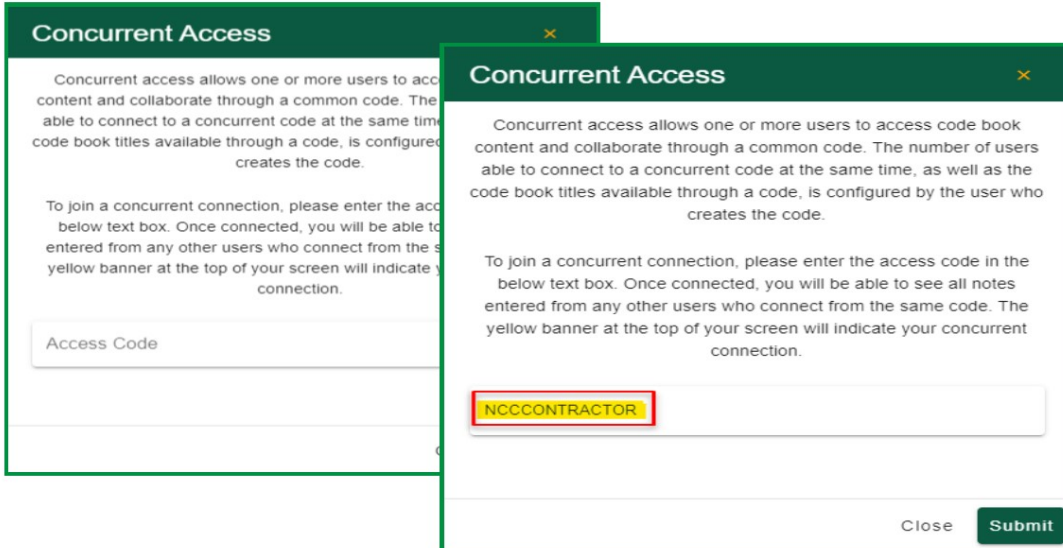 Concurrent Access ×
Concurrent access allows one or more users to acc
content and collaborate through a common code. The
able to connect to a concurrent code at the same time
code book titles available through a code, is configured
creates the code.
To join a concurrent connection, please enter the acc
below text box. Once connected, you will be able to
entered from any other users who connect from the s
yellow banner at the top of your screen will indicate y
connection.
Access Code
Concurrent Access ×
Concurrent access allows one or more users to access code book
content and collaborate through a common code. The number of users
able to connect to a concurrent code at the same time, as well as the
code book titles available through a code, is configured by the user who
creates the code.
To join a concurrent connection, please enter the access code in the
below text box. Once connected, you will be able to see all notes
entered from any other users who connect from the same code. The
yellow banner at the top of your screen will indicate your concurrent
connection.
NCCCONTRACTOR
Close Submit